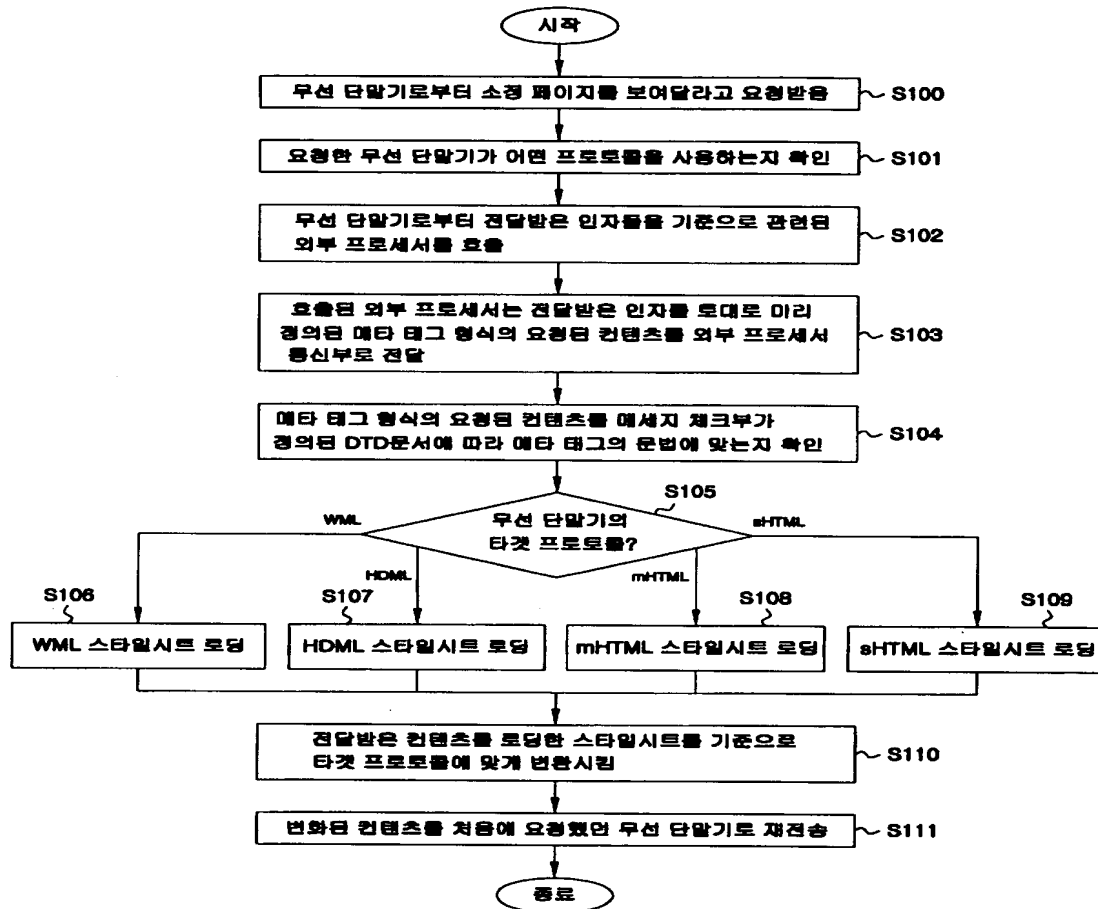 시작
무선 단말기로부터 소정 페이지를 보여달라고 요청받음
S100
요청한 무선 단말기가 어떤 프로토콜을 사용하는지 확인
S101
무선 단말기로부터 전달받은 인자들을 기준으로 관련된
외부 프로세서를 호출
S102
호출된 외부 프로세서는 전달받은 인자를 토대로 미리
정의된 메타 태그 형식의 요청된 컨텐츠를 외부 프로세서
통신부로 전달
S103
메타 태그 형식의 요청된 컨텐츠를 메세지 체크부가
정의된 DTD문서에 따라 메타 태그의 문법에 맞는지 확인
S104
S105
무선 단말기의
타겟 프로토콜?
WML
HDML
mHTML
sHTML
S106
WML 스타일시트 로딩
S107
HDML 스타일시트 로딩
S108
mHTML 스타일시트 로딩
S109
sHTML 스타일시트 로딩
전달받은 컨텐츠를 로딩한 스타일시트를 기준으로
타겟 프로토콜에 맞게 변환시킴
S110
변화된 컨텐츠를 처음에 요청했던 무선 단말기로 재전송
S111
종료